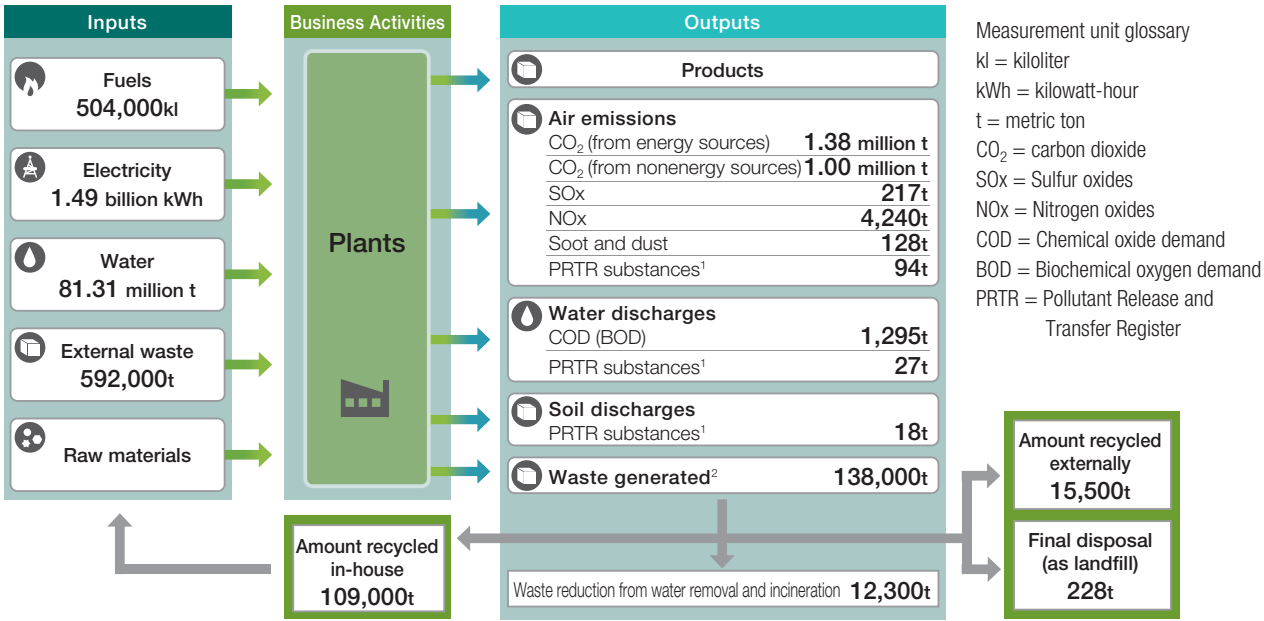 Inputs
Fuels
504,000kl
Electricity
1.49 billion kWh
Water
81.31 million t
External waste
592,000t
Raw materials
Business Activities
Plants
Amount recycled
in-house
109,000t
Outputs
Products
Air emissions
CO₂ (from energy sources) 1.38 million t
CO₂ (from nonenergy sources) 1.00 million t
SOx 217t
NOx 4,240t
Soot and dust 128t
PRTR substances¹ 94t
Water discharges
COD (BOD) 1,295t
PRTR substances¹ 27t
Soil discharges
PRTR substances¹ 18t
Waste generated² 138,000t
Waste reduction from water removal and incineration 12,300t
Measurement unit glossary
kl = kiloliter
kWh = kilowatt-hour
t = metric ton
CO₂ = carbon dioxide
SOx = Sulfur oxides
NOx = Nitrogen oxides
COD = Chemical oxide demand
BOD = Biochemical oxygen demand
PRTR = Pollutant Release and
Transfer Register
Amount recycled
externally
15,500t
Final disposal
(as landfill)
228t